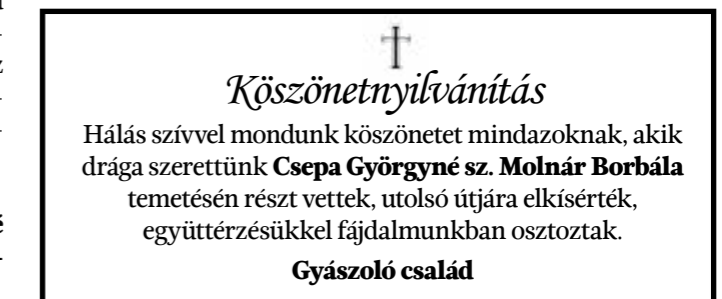 Köszönetnyilvánítás
Hálás szívvel mondunk köszönetet mindazoknak, akik
drága szerettünk Csepa Györgyné sz. Molnár Borbála
temetésén részt vettek, utolsó útjára elkísérték,
együttérzésükkel fájdalmunkban osztoztak.
Gyászoló család